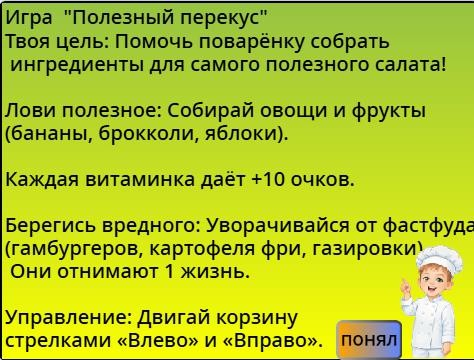 Игра "Полезный перекус"
Твоя цель: Помочь поварёнку собрать
ингредиенты для самого полезного салата!
Лови полезное: Собирай овощи и фрукты
(бананы, брокколи, яблоки).
Каждая витаминка даёт +10 очков.
Берегись вредного: Уворачивайся от фастфуда
(гамбургеров, картофеля фри, газировки)
Они отнимают 1 жизнь.
Управление: Двигай корзину
стрелками «Влево» и «Вправо».
понял